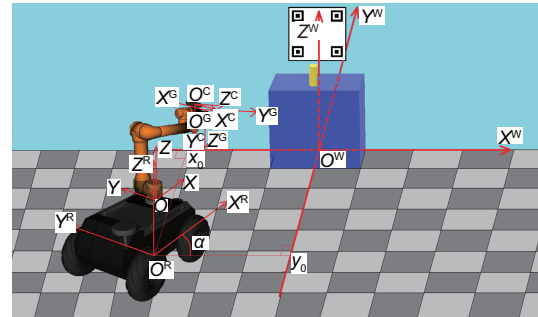 Z^W
Y^W
X^G
O^C
Z^C
O^G
X^C
Y^G
Y^C
Z^G
X^W
Z
Z^R
x_0
O^W
Y
X
O
X^R
Y^R
α
O^R
y_0